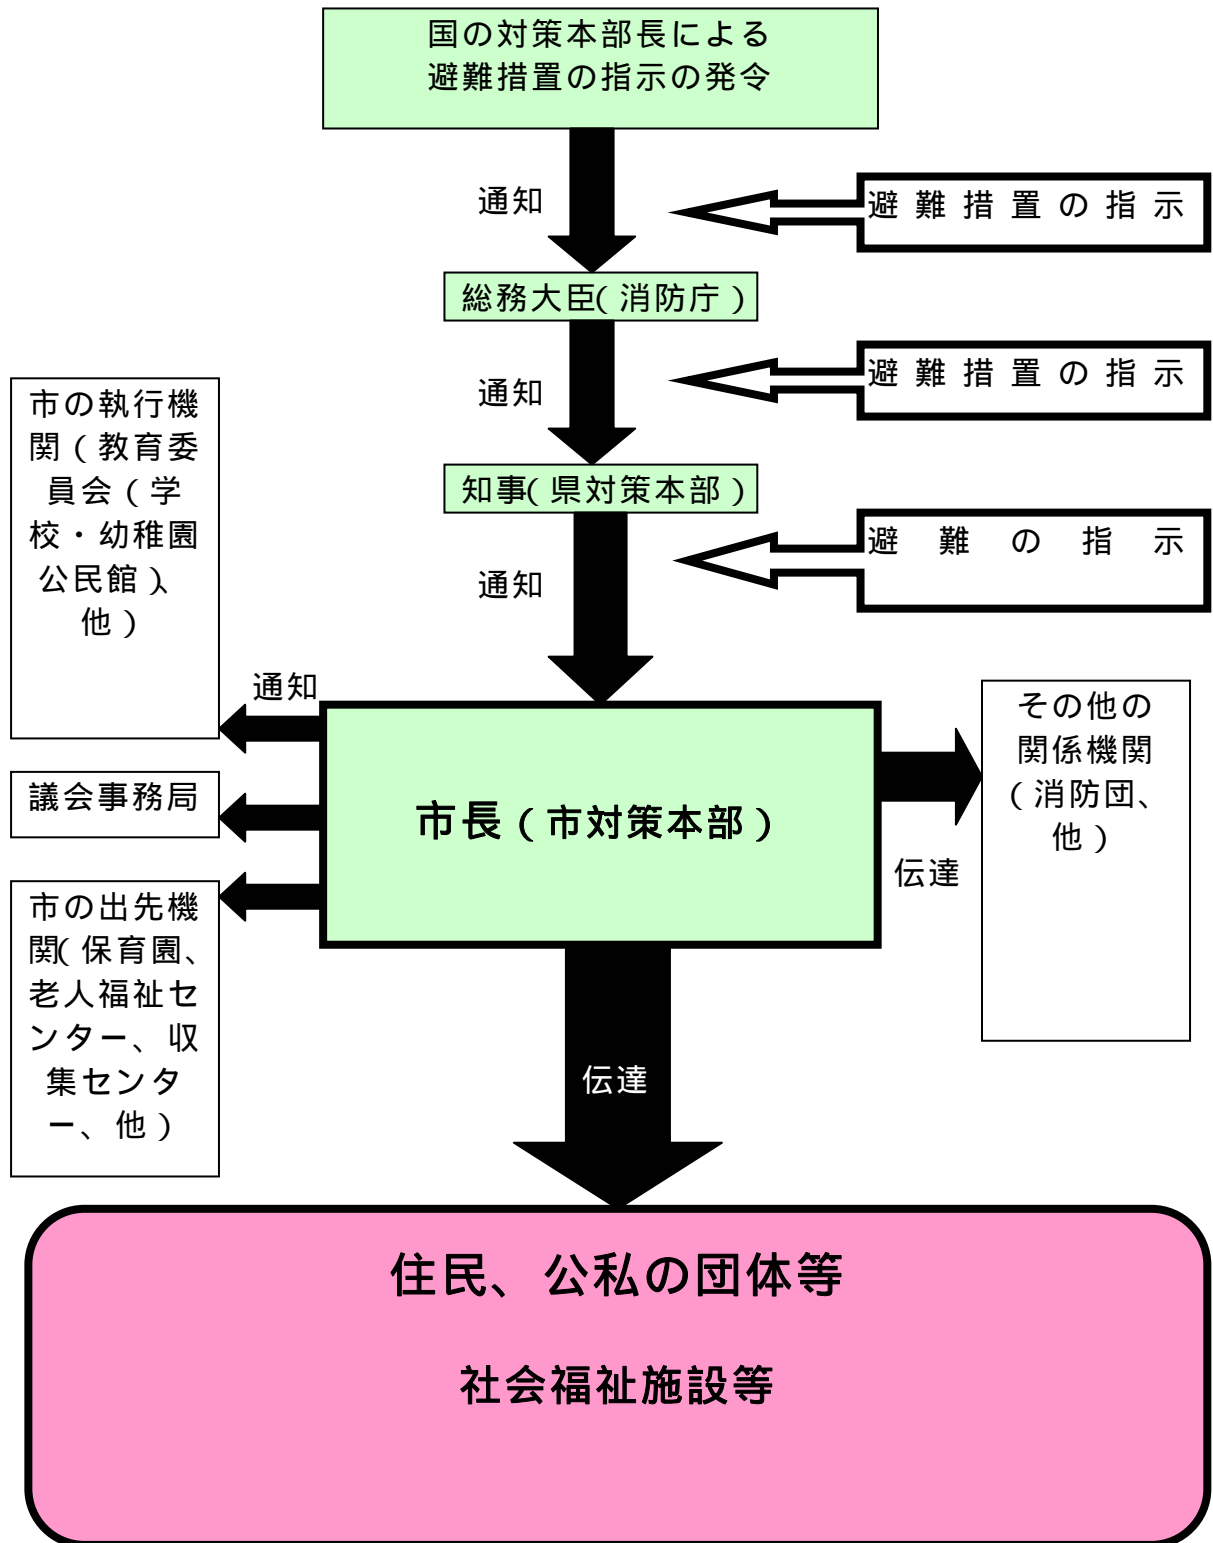 国の対策本部長による
避難措置の指示の発令
通知
避難措置の指示
総務大臣(消防庁)
通知
避難措置の指示
市の執行機
関(教育委
員会(学
校・幼稚園
公民館)、
他)
知事(県対策本部)
避難の指示
通知
通知
議会事務局
市の出先機
関(保育園、
老人福祉セ
ンター、収
集センタ
ー、他)
市長(市対策本部)
その他の
関係機関
(消防団、
他)
伝達
伝達
住民、公私の団体等
社会福祉施設等